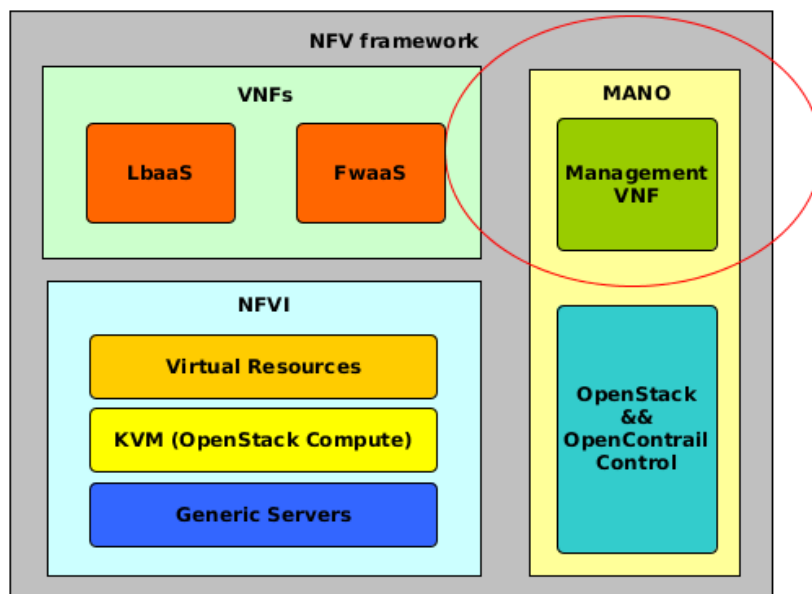 NFV framework
VNFs
LbaaS
FwaaS
MANO
Management
VNF
NFVI
Virtual Resources
KVM (OpenStack Compute)
Generic Servers
OpenStack
&&
OpenContrail
Control